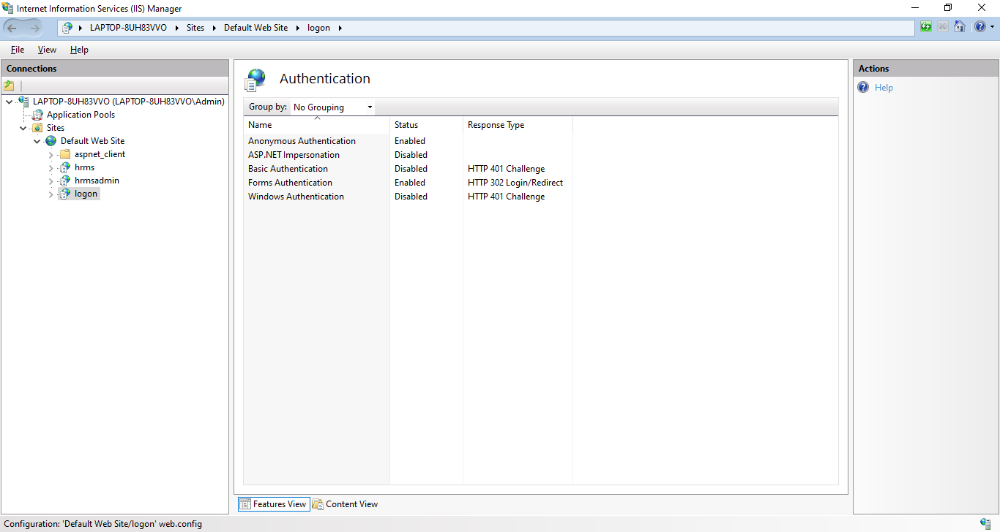 Internet Information Services (IIS) Manager
LAPTOP-8UH83VVO Sites Default Web Site logon
File View Help
Connections
LAPTOP-8UH83VVO (LAPTOP-8UH83VVO\Admin)
Application Pools
Sites
Default Web Site
aspnet_client
hrms
hrmsadmin
logon
Authentication
Group by: No Grouping
Name Status Response Type
Anonymous Authentication Enabled
ASP.NET Impersonation Disabled
Basic Authentication Disabled HTTP 401 Challenge
Forms Authentication Enabled HTTP 302 Login/Redirect
Windows Authentication Disabled HTTP 401 Challenge
Features View Content View
Actions
Help
Configuration: 'Default Web Site/logon' web.config